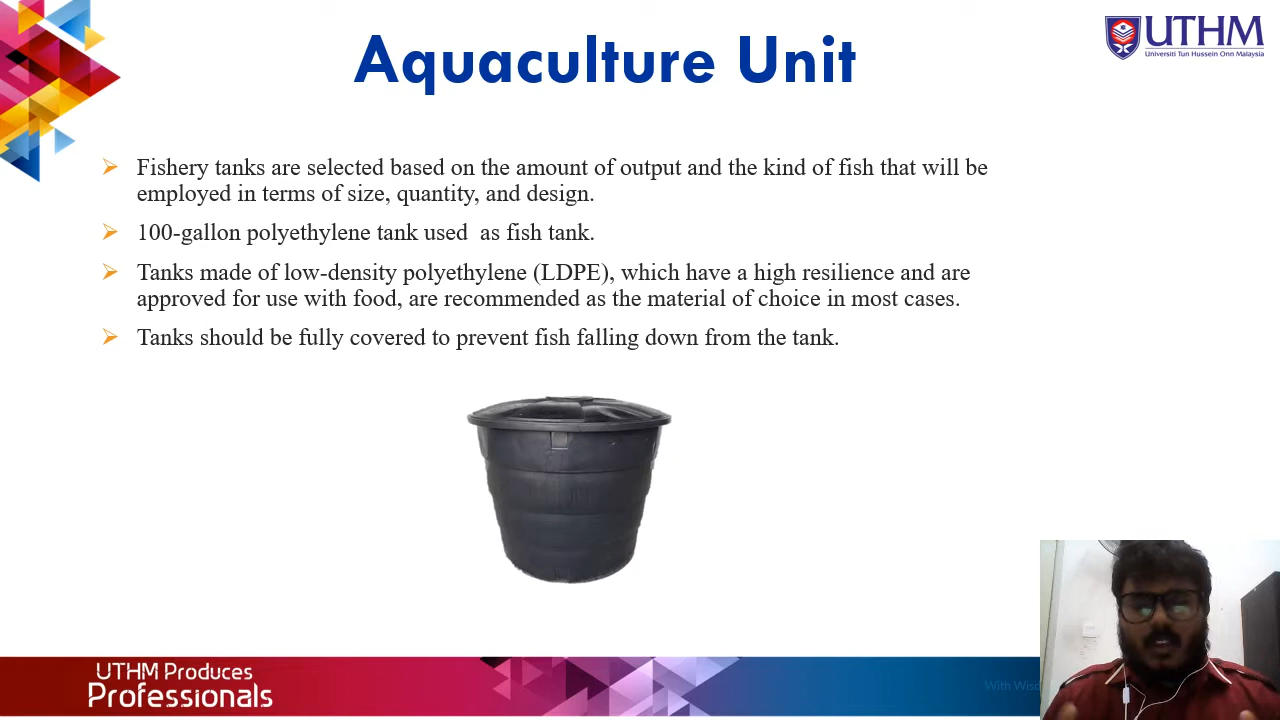 Aquaculture Unit
UTHM
Universiti Tun Hussein Onn Malaysia
Fishery tanks are selected based on the amount of output and the kind of fish that will be
employed in terms of size, quantity, and design.
100-gallon polyethylene tank used  as fish tank.
Tanks made of low-density polyethylene (LDPE), which have a high resilience and are
approved for use with food, are recommended as the material of choice in most cases.
Tanks should be fully covered to prevent fish falling down from the tank.
UTHM Produces
Professionals
With